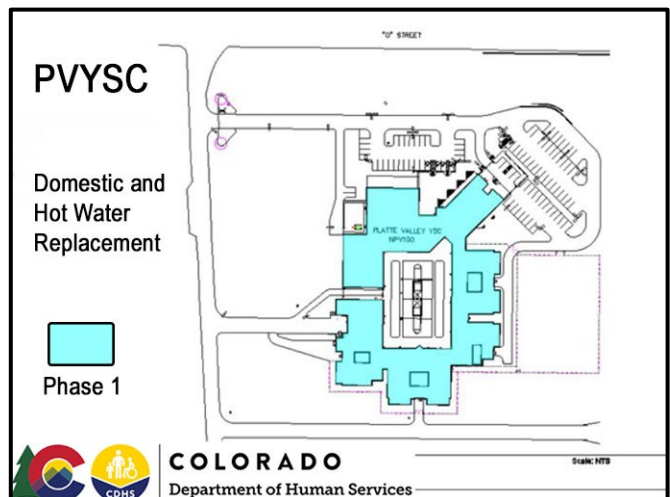 "O" STREET
PVYSC
Domestic and
Hot Water
Replacement
PLATTE VALLEY YSC
NPV100
Phase 1
CDHS
COLORADO
Department of Human Services
Scale: NTS